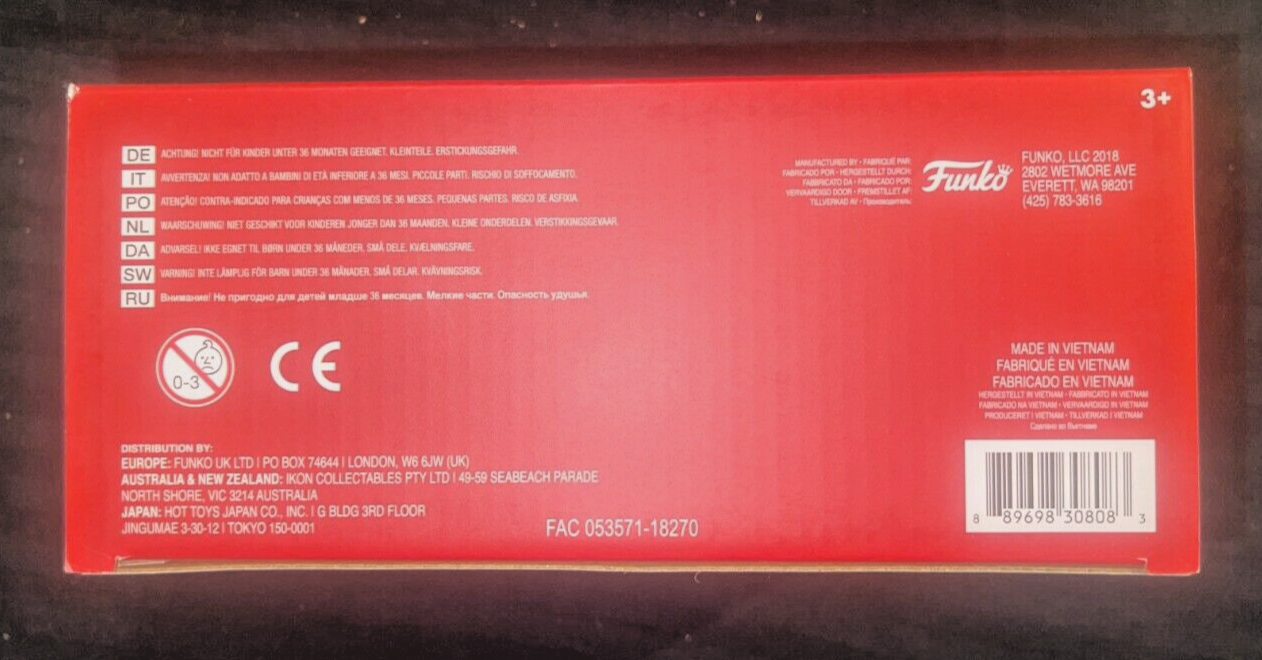 3+
DE ACHTUNG! NICHT FÜR KINDER UNTER 36 MONATEN GEEIGNET. KLEINTEILE. ERSTICKUNGSGEFAHR.
IT AVVERTENZA! NON ADATTO A BAMBINI DI ETÀ INFERIORE A 36 MESI. PICCOLE PARTI. RISCHIO DI SOFFOCAMENTO.
PO ATENÇÃO! CONTRA-INDICADO PARA CRIANÇAS COM MENOS DE 36 MESES. PEQUENAS PARTES. RISCO DE ASFIXIA.
NL WAARSCHUWING! NIET GESCHIKT VOOR KINDEREN JONGER DAN 36 MAANDEN. KLEINE ONDERDELEN. VERSTIKKINGSGEVAAR.
DA ADVARSEL! IKKE EGNET TIL BØRN UNDER 36 MÅNEDER. SMÅ DELE. KVÆLNINGSFARE.
SW VARNING! INTE LÄMPLIG FÖR BARN UNDER 36 MÅNADER. SMÅ DELAR. KVÄVNINGSRISK.
RU Внимание! Не пригодно для детей младше 36 месяцев. Мелкие части. Опасность удушья.
MANUFACTURED BY • FABRIQUÉ PAR:
FABRICADO POR • HERGESTELLT DURCH:
FABBRICATO DA • FABRICADO POR:
VERVAARDIGD DOOR • FREMSTILLET AF:
TILLVERKAD AV • Производитель:
Funko
FUNKO, LLC 2018
2802 WETMORE AVE
EVERETT, WA 98201
(425) 783-3616
0-3
CE
MADE IN VIETNAM
FABRIQUÉ EN VIETNAM
FABRICADO EN VIETNAM
HERGESTELLT IN VIETNAM • FABBRICATO IN VIETNAM
FABRICADO NA VIETNAM • VERVAARDIGD IN VIETNAM
PRODUCERET I VIETNAM • TILLVERKAD I VIETNAM
Сделано во Вьетнаме
DISTRIBUTION BY:
EUROPE: FUNKO UK LTD | PO BOX 74644 | LONDON, W6 6JW (UK)
AUSTRALIA & NEW ZEALAND: IKON COLLECTABLES PTY LTD | 49-59 SEABEACH PARADE
NORTH SHORE, VIC 3214 AUSTRALIA
JAPAN: HOT TOYS JAPAN CO., INC. | G BLDG 3RD FLOOR
JINGUMAE 3-30-12 | TOKYO 150-0001
FAC 053571-18270
8 89698 30808 3